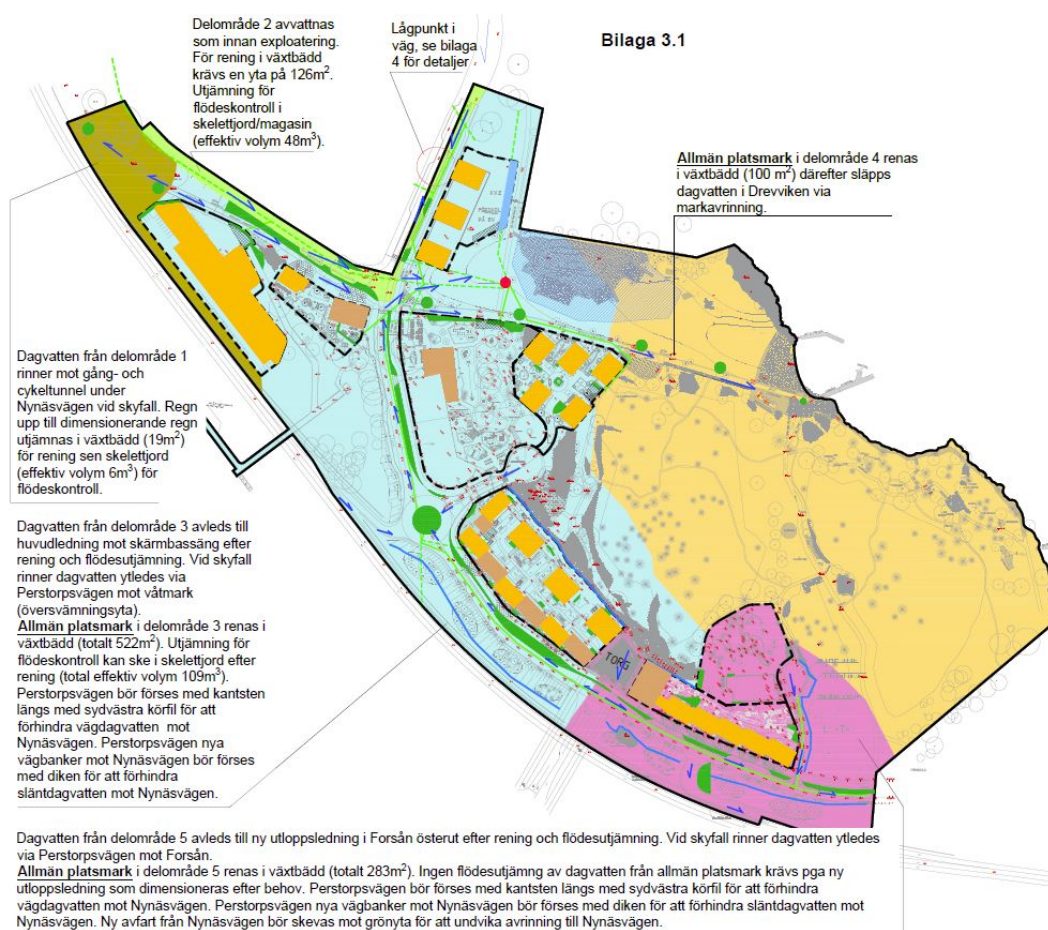 Bilaga 3.1
Delområde 2 avvattnas
som innan exploatering.
För rening i växtbädd
krävs en yta på 126m².
Utjämning för
flödeskontroll i
skelettjord/magasin
(effektiv volym 48m³).
Lågpunkt i
väg, se bilaga
4 för detaljer
Allmän platsmark i delområde 4 renas
i växtbädd (100 m²) därefter släpps
dagvatten i Drevviken via
markavrinning.
Dagvatten från delområde 1
rinner mot gång- och
cykeltunnel under
Nynäsvägen vid skyfall. Regn
upp till dimensionerande regn
utjämnas i växtbädd (19m²)
för rening sen skelettjord
(effektiv volym 6m³) för
flödeskontroll.
Dagvatten från delområde 3 avleds till
huvudledning mot skärmbassäng efter
rening och flödesutjämning. Vid skyfall
rinner dagvatten ytledes via
Perstorpsvägen mot våtmark
(översvämningsyta).
Allmän platsmark i delområde 3 renas i
växtbädd (totalt 522m²). Utjämning för
flödeskontroll kan ske i skelettjord efter
rening (total effektiv volym 109m³).
Perstorpsvägen bör förses med kantsten
längs med sydvästra körfil för att
förhindra vägdagvatten mot
Nynäsvägen. Perstorpsvägen nya
vägbanker mot Nynäsvägen bör förses
med diken för att förhindra
släntdagvatten mot Nynäsvägen.
TORG
Dagvatten från delområde 5 avleds till ny utloppsledning i Forsån österut efter rening och flödesutjämning. Vid skyfall rinner dagvatten ytledes
via Perstorpsvägen mot Forsån.
Allmän platsmark i delområde 5 renas i växtbädd (totalt 283m²). Ingen flödesutjämng av dagvatten från allmän platsmark krävs pga ny
utloppsledning som dimensioneras efter behov. Perstorpsvägen bör förses med kantsten längs med sydvästra körfil för att förhindra
vägdagvatten mot Nynäsvägen. Perstorpsvägen nya vägbanker mot Nynäsvägen bör förses med diken för att förhindra släntdagvatten mot
Nynäsvägen. Ny avfart från Nynäsvägen bör skevas mot grönyta för att undvika avrinning till Nynäsvägen.